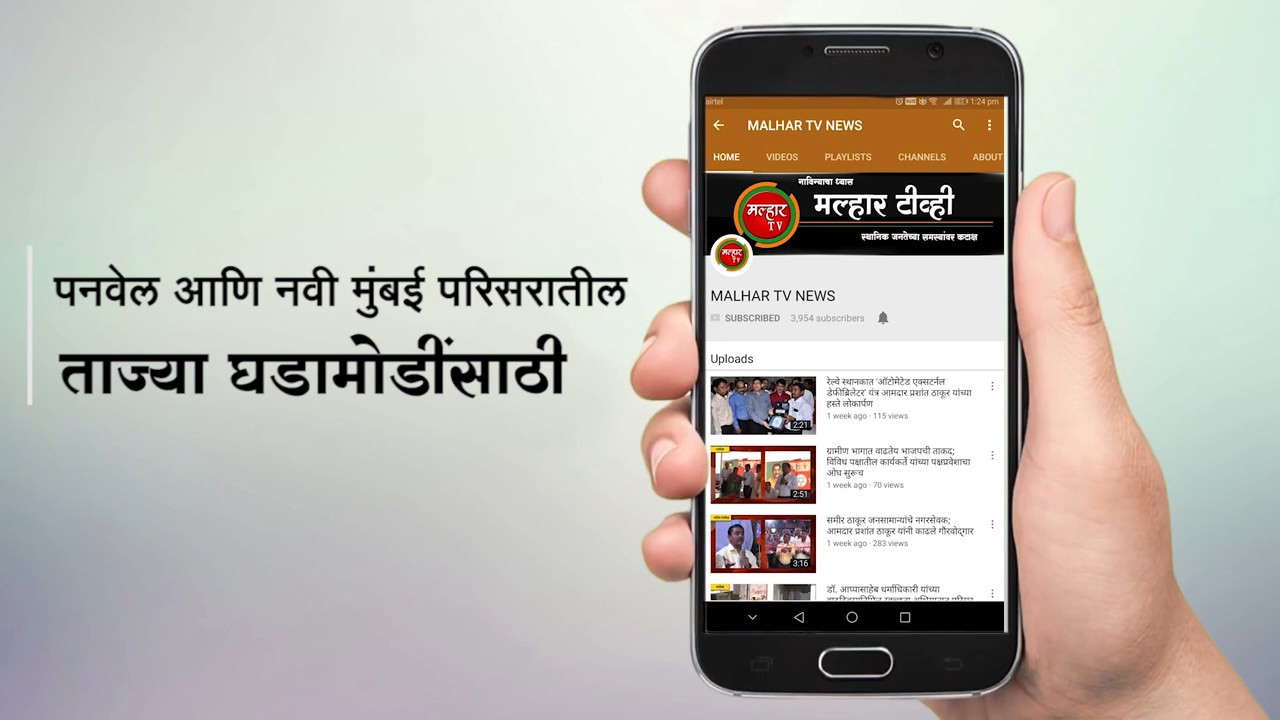 पनवेल आणि नवी मुंबई परिसरातील
ताज्या घडामोडींसाठी
airtel
1:24 pm
MALHAR TV NEWS
HOME VIDEOS PLAYLISTS CHANNELS ABOUT
नाविन्याचा ध्यास
मल्हार टीव्ही
मल्हार
TV
स्थानिक जनतेच्या समस्यांवर कटाक्ष
मल्हार
TV
MALHAR TV NEWS
SUBSCRIBED 3,954 subscribers
Uploads
रेल्वे स्थानकात 'ऑटोमेटेड एक्सटर्नल
डेफीब्रिलेटर' यंत्र आमदार प्रशांत ठाकूर यांच्या
हस्ते लोकार्पण
1 week ago · 115 views
2:21
ग्रामीण भागात वाढतेय भाजपची ताकद;
विविध पक्षातील कार्यकर्ते यांच्या पक्षप्रवेशाचा
ओघ सुरूच
1 week ago · 70 views
2:51
समीर ठाकूर जनसामान्यांचे नगरसेवक;
आमदार प्रशांत ठाकूर यांनी काढले गौरवोद्गार
1 week ago · 283 views
3:16
डॉ. आप्पासाहेब धर्माधिकारी यांच्या